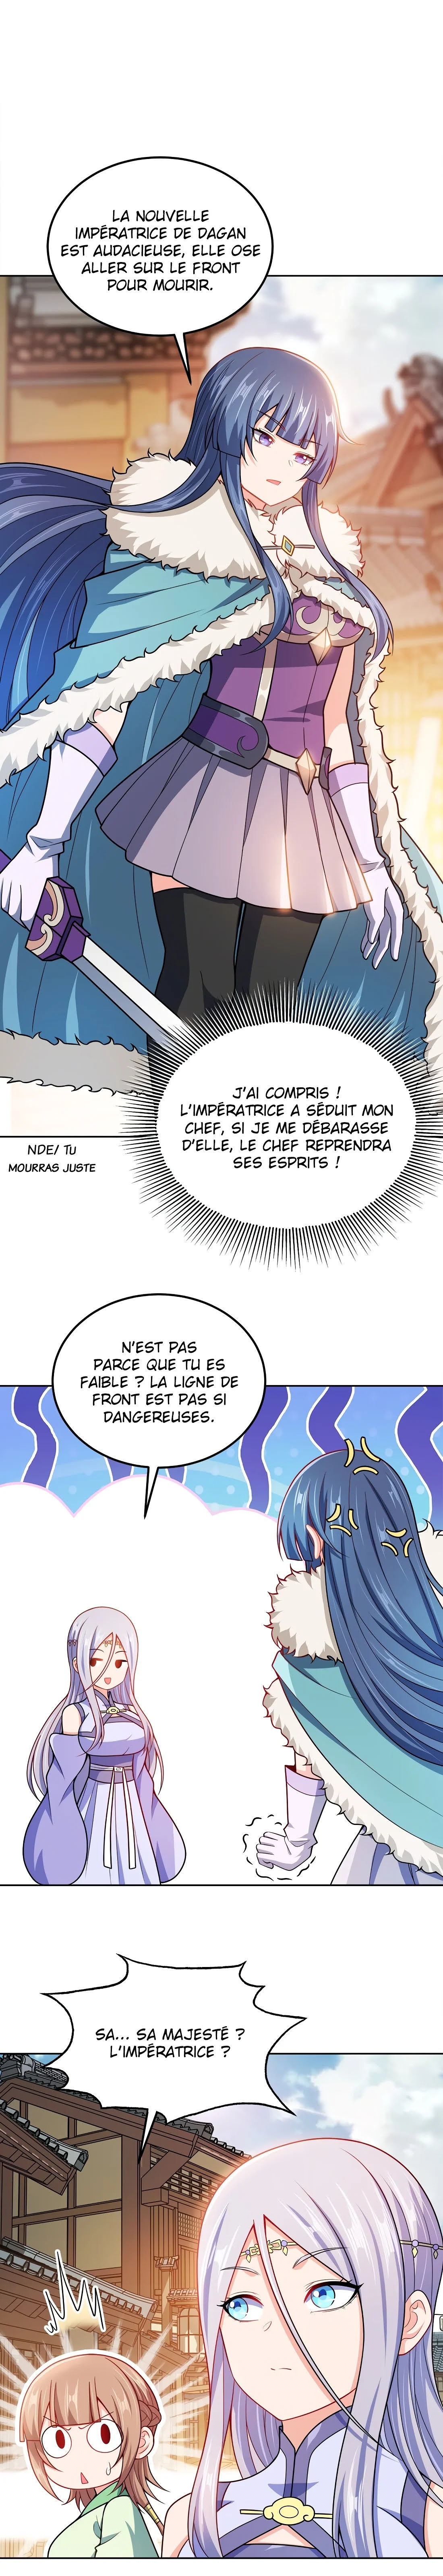 LA NOUVELLE
IMPÉRATRICE DE DAGAN
EST AUDACIEUSE, ELLE OSE
ALLER SUR LE FRONT
POUR MOURIR.
J'AI COMPRIS !
L'IMPÉRATRICE A SÉDUIT MON
CHEF, SI JE ME DÉBARASSE
D'ELLE, LE CHEF REPRENDRA
SES ESPRITS !
NDE/ TU
MOURRAS JUSTE
N'EST PAS
PARCE QUE TU ES
FAIBLE ? LA LIGNE DE
FRONT EST PAS SI
DANGEREUSES.
SA... SA MAJESTÉ ?
L'IMPÉRATRICE ?